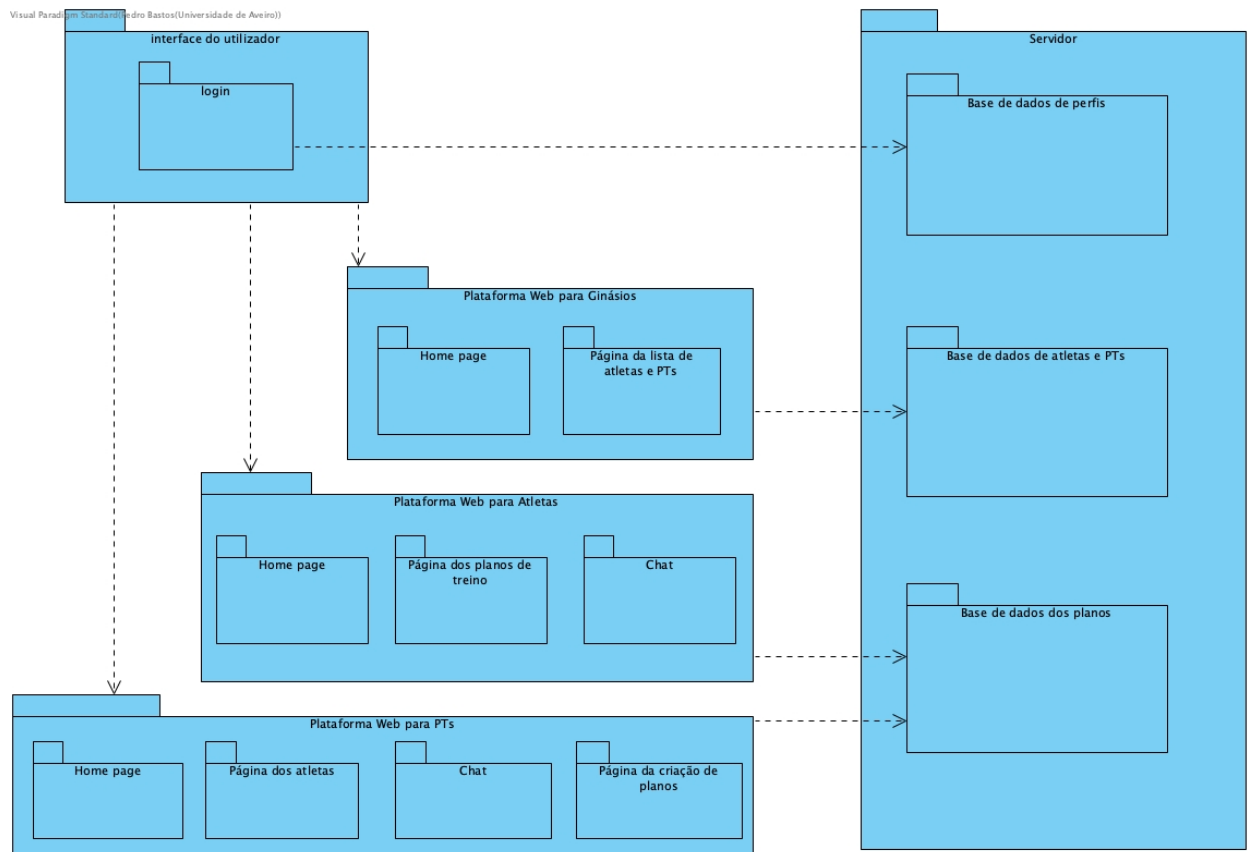 Visual Paradigm Standard(Pedro Bastos(Universidade de Aveiro))
interface do utilizador
login
Servidor
Base de dados de perfis
Plataforma Web para Ginásios
Home page
Página da lista de
atletas e PTs
Base de dados de atletas e PTs
Plataforma Web para Atletas
Home page
Página dos planos de
treino
Chat
Base de dados dos planos
Plataforma Web para PTs
Home page
Página dos atletas
Chat
Página da criação de
planos